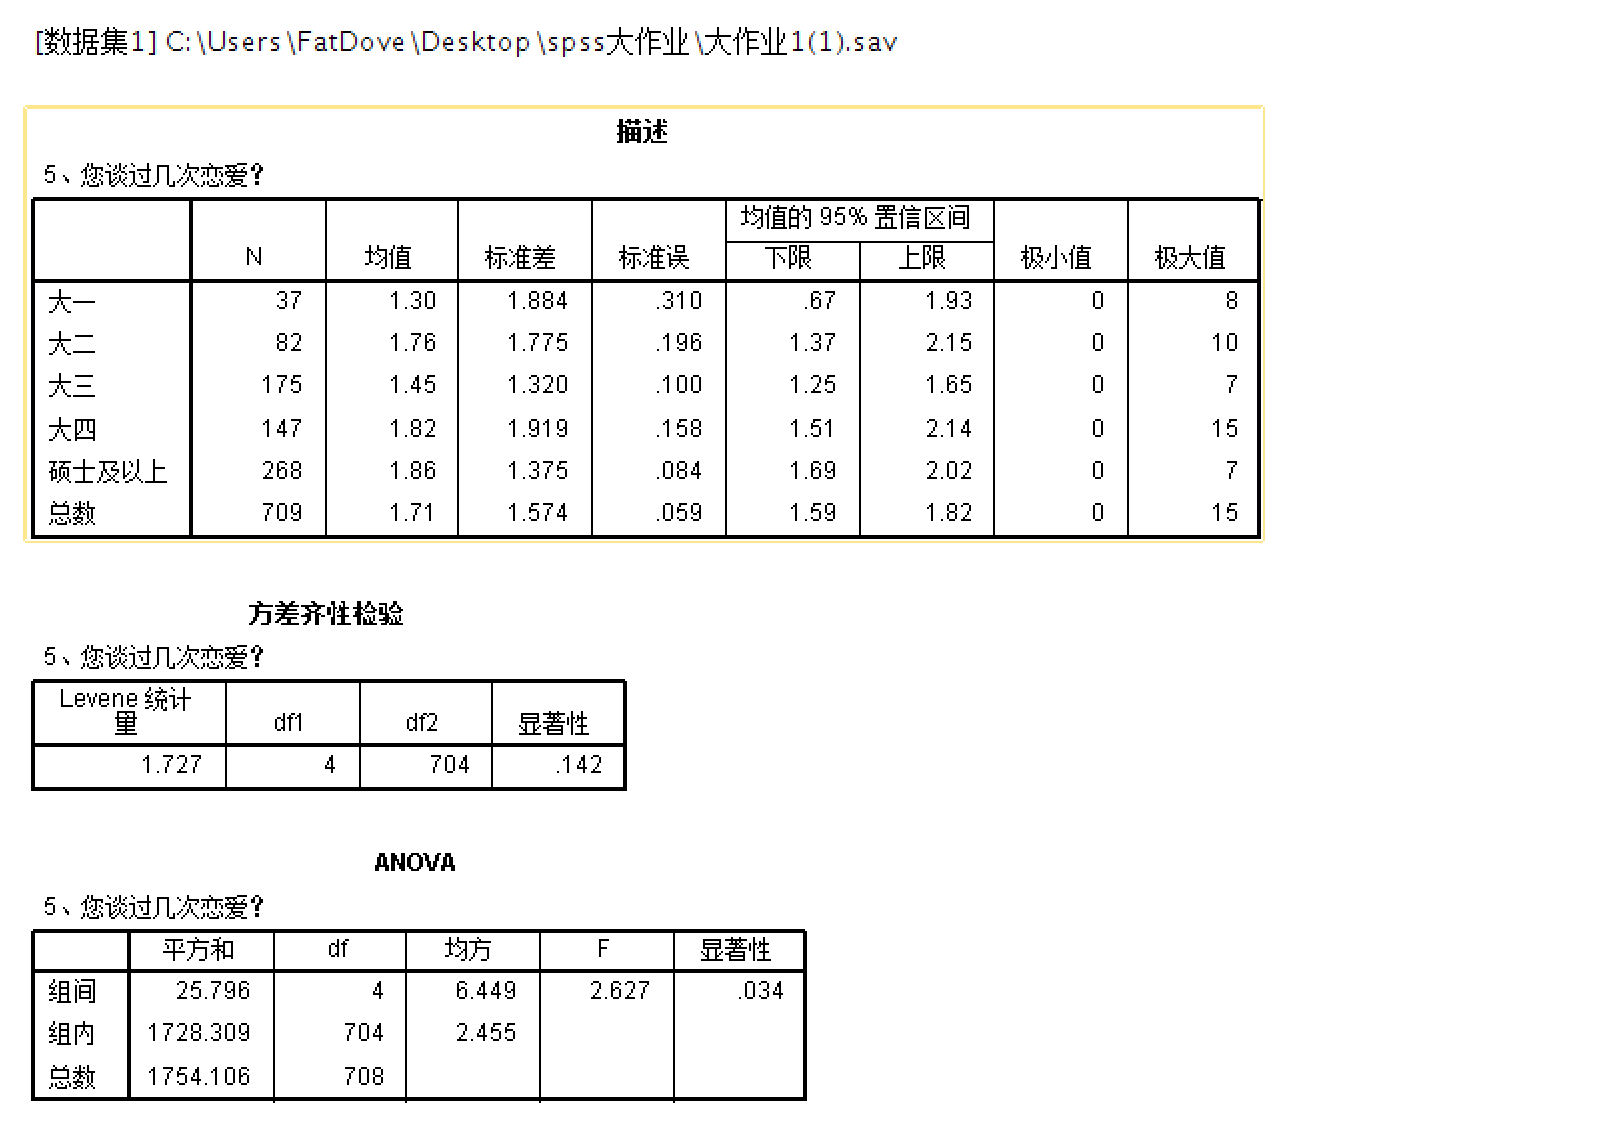 [数据集1] C:\Users\FatDove\Desktop\spss大作业\大作业1(1).sav
描述
5、您谈过几次恋爱?
均值的 95% 置信区间
N 均值 标准差 标准误 下限 上限 极小值 极大值
大一 37 1.30 1.884 .310 .67 1.93 0 8
大二 82 1.76 1.775 .196 1.37 2.15 0 10
大三 175 1.45 1.320 .100 1.25 1.65 0 7
大四 147 1.82 1.919 .158 1.51 2.14 0 15
硕士及以上 268 1.86 1.375 .084 1.69 2.02 0 7
总数 709 1.71 1.574 .059 1.59 1.82 0 15
方差齐性检验
5、您谈过几次恋爱?
Levene 统计
量 df1 df2 显著性
1.727 4 704 .142
ANOVA
5、您谈过几次恋爱?
平方和 df 均方 F 显著性
组间 25.796 4 6.449 2.627 .034
组内 1728.309 704 2.455
总数 1754.106 708